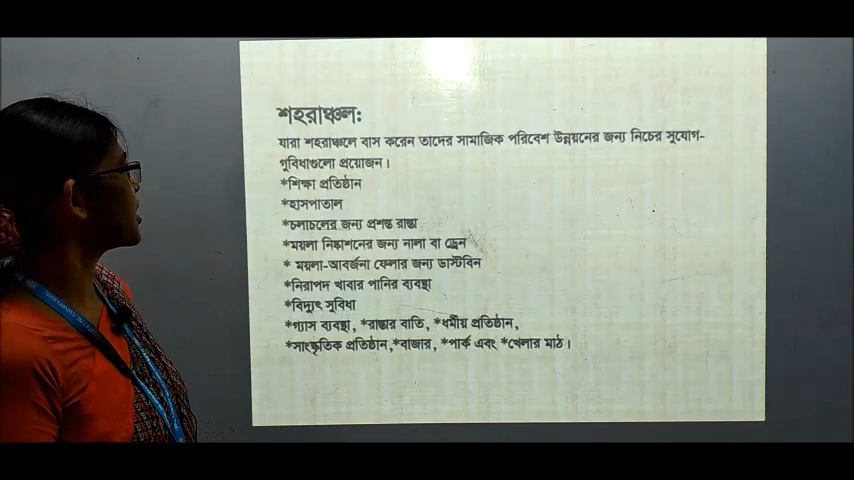 শহরাঞ্চল:
যারা শহরাঞ্চলে বাস করেন তাদের সামাজিক পরিবেশ উন্নয়নের জন্য নিচের সুযোগ-
সুবিধাগুলো প্রয়োজন।
*শিক্ষা প্রতিষ্ঠান
*হাসপাতাল
*চলাচলের জন্য প্রশস্ত রাস্তা
*ময়লা নিষ্কাশনের জন্য নালা বা ড্রেন
* ময়লা-আবর্জনা ফেলার জন্য ডাস্টবিন
*নিরাপদ খাবার পানির ব্যবস্থা
*বিদ্যুৎ সুবিধা
*গ্যাস ব্যবস্থা, *রাস্তার বাতি, *ধর্মীয় প্রতিষ্ঠান,
*সাংস্কৃতিক প্রতিষ্ঠান,*বাজার, *পার্ক এবং *খেলার মাঠ।